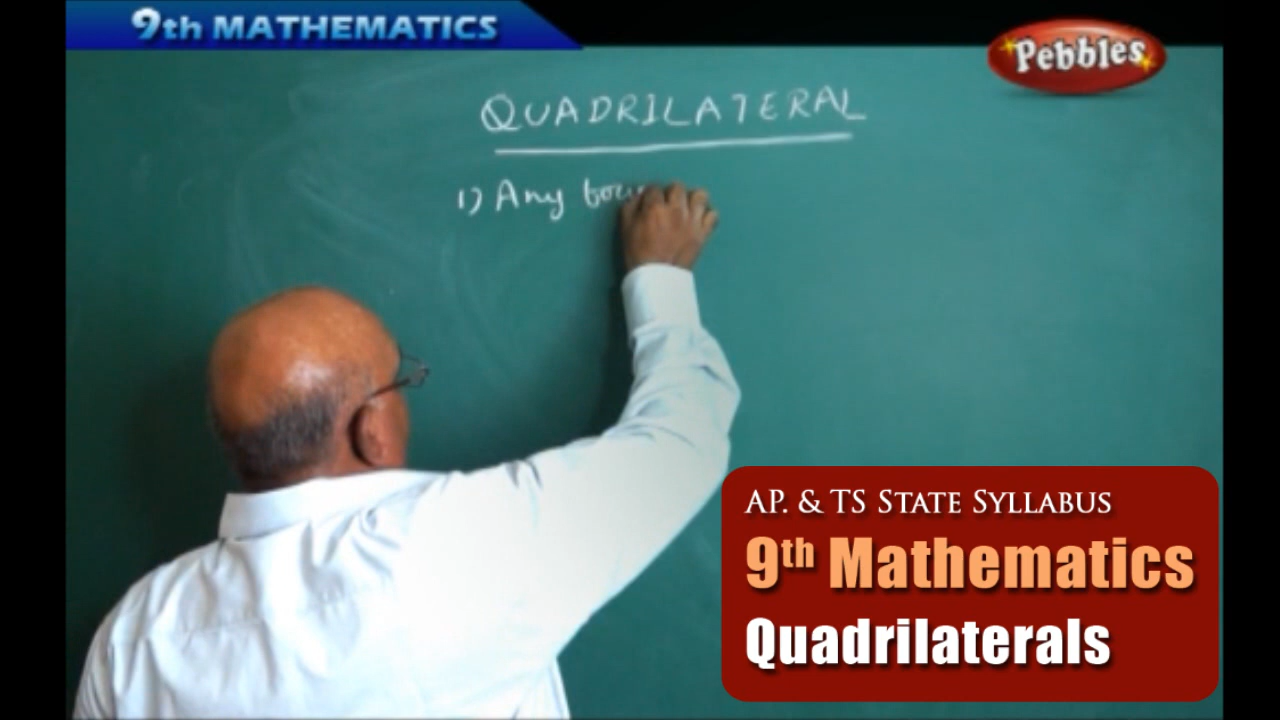 9th MATHEMATICS
Pebbles
QUADRILATERAL
1) Any
AP. & TS STATE SYLLABUS
9th Mathematics
Quadrilaterals